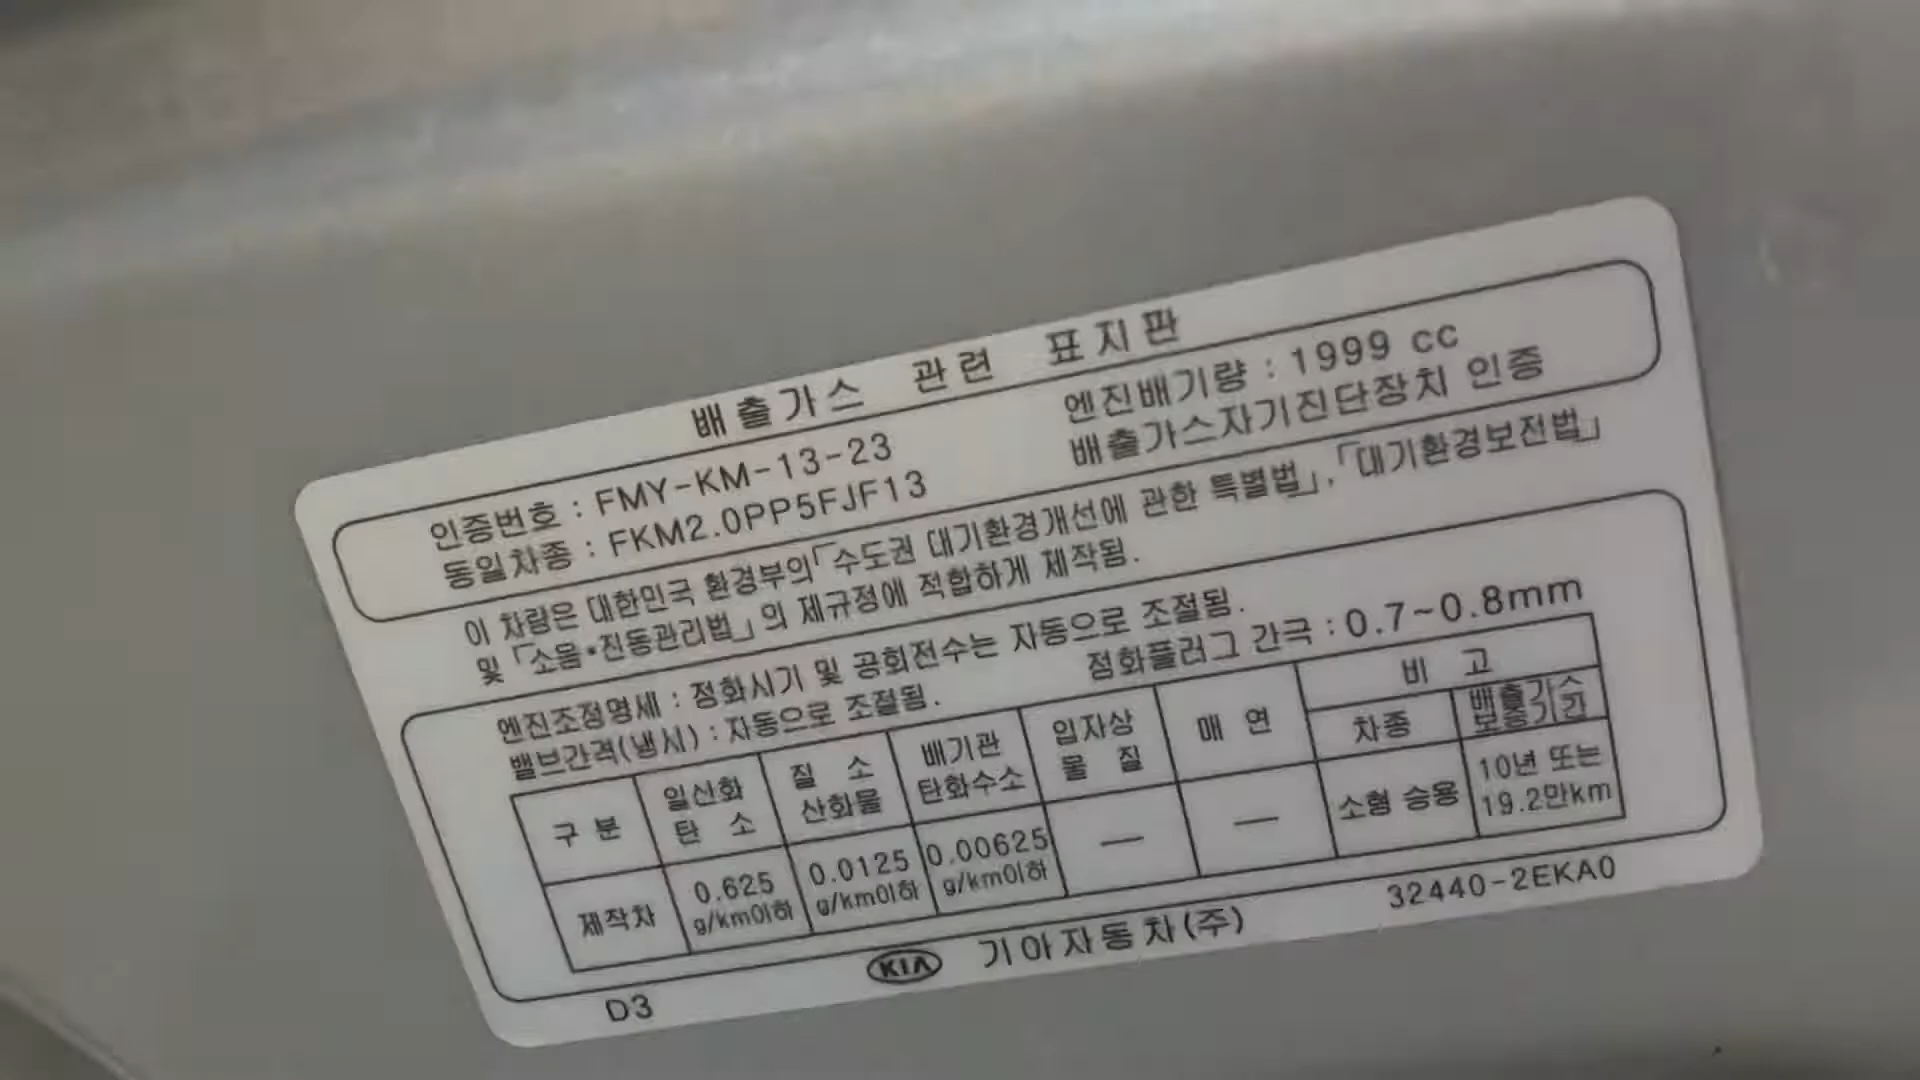 배출가스 관련 표지판
인증번호 : FMY-KM-13-23
엔진배기량 : 1999 cc
동일차종 : FKM2.0PP5FJF13
배출가스자기진단장치 인증
이 차량은 대한민국 환경부의「수도권 대기환경개선에 관한 특별법」,「대기환경보전법」
및「소음•진동관리법」의 제규정에 적합하게 제작됨.
엔진조정명세 : 점화시기 및 공회전수는 자동으로 조절됨.
밸브간격(냉시) : 자동으로 조절됨.
점화플러그 간극 : 0.7~0.8mm
구 분
일산화
탄 소
질 소
산화물
배기관
탄화수소
입자상
물 질
매 연
비 고
차종
배출가스
보증기간
제작차
0.625
g/km이하
0.0125
g/km이하
0.00625
g/km이하
—
—
소형 승용
10년 또는
19.2만km
D3
KIA 기아자동차(주)
32440-2EKA0